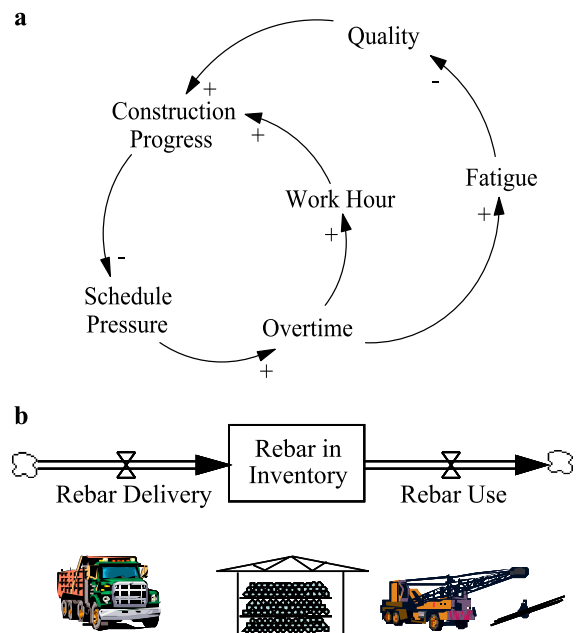 a
Quality
+
-
Construction
Progress
+
Fatigue
Work Hour
+
+
-
Schedule
Pressure
Overtime
+
b
Rebar in
Inventory
Rebar Delivery
Rebar Use